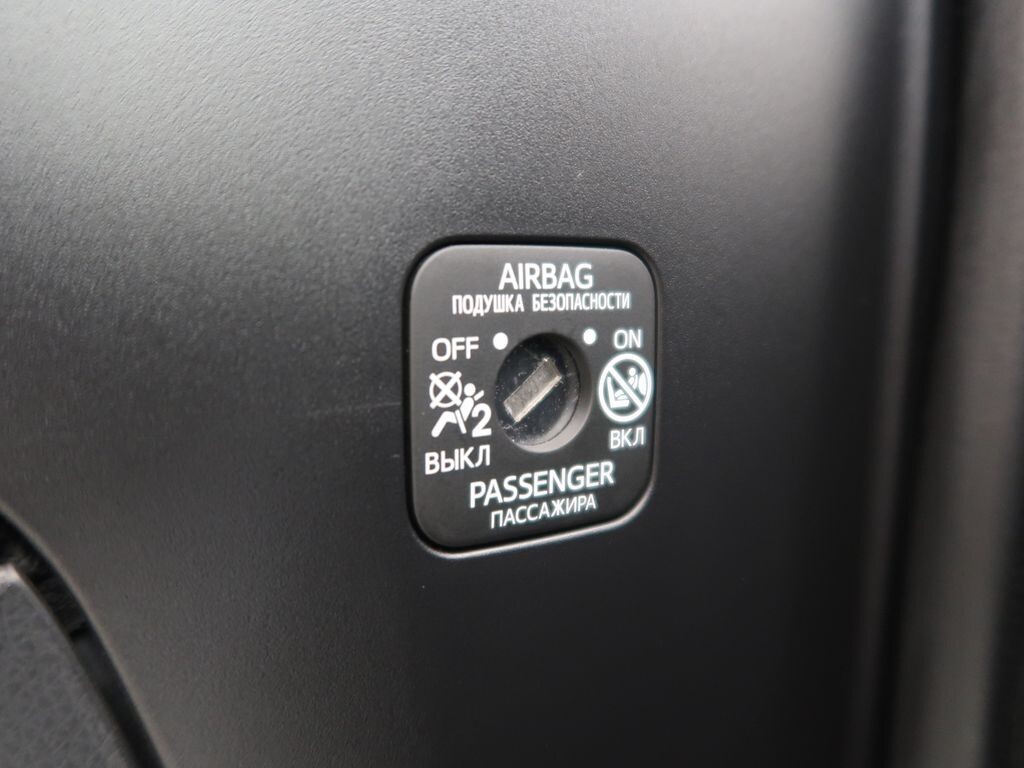 AIRBAG
ПОДУШКА БЕЗОПАСНОСТИ
OFF ON
2
ВЫКЛ ВКЛ
PASSENGER
ПАССАЖИРА